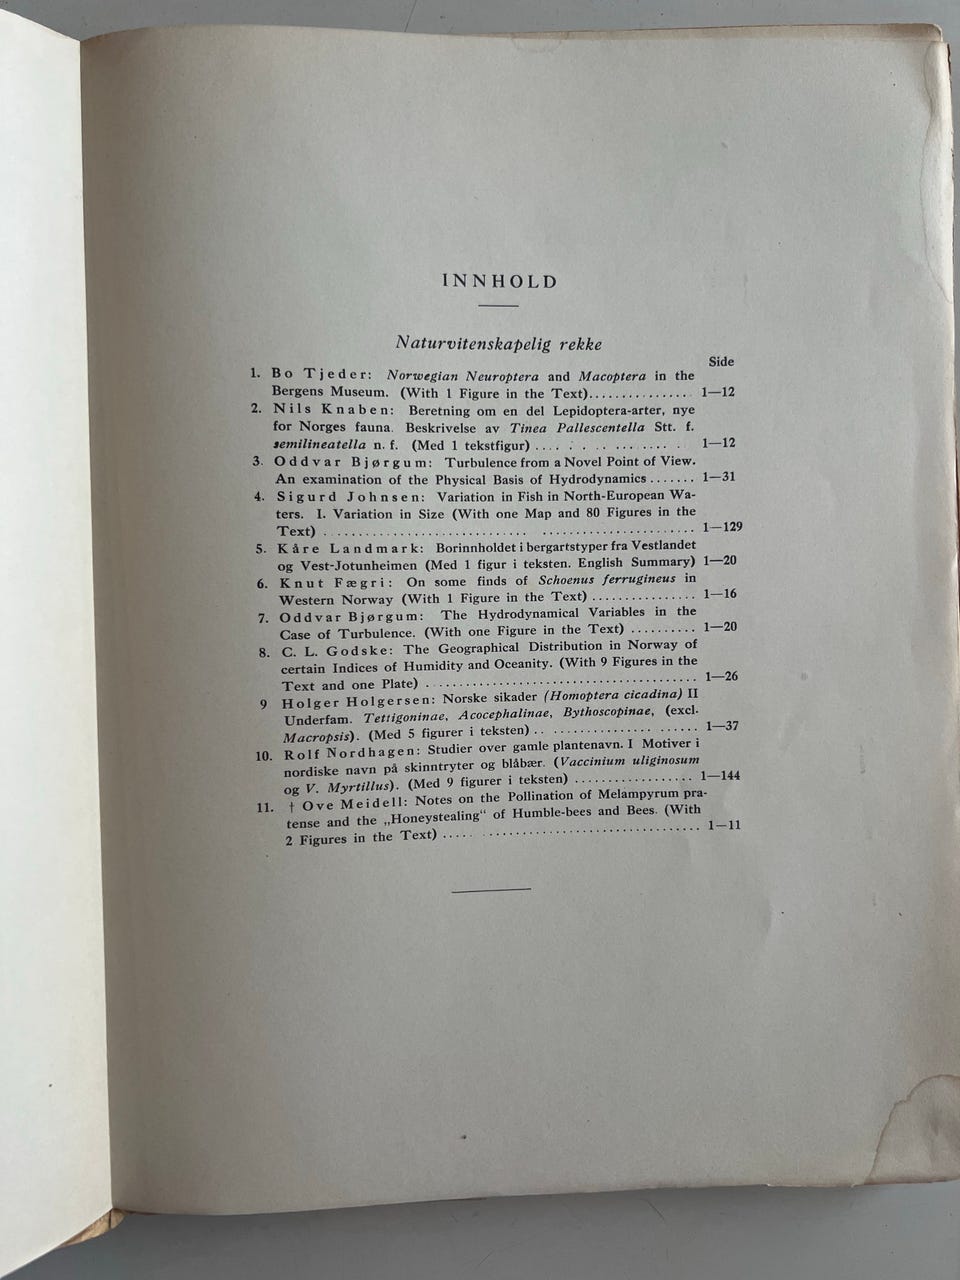 INNHOLD
Naturvitenskapelig rekke
Side
1. Bo Tjeder: Norwegian Neuroptera and Macoptera in the
Bergens Museum. (With 1 Figure in the Text)............... 1—12
2. Nils Knaben: Beretning om en del Lepidoptera-arter, nye
for Norges fauna. Beskrivelse av Tinea Pallescentella Stt. f.
semilineatella n. f. (Med 1 tekstfigur) .... . . .. ... ....... . 1—12
3. Oddvar Bjørgum: Turbulence from a Novel Point of View.
An examination of the Physical Basis of Hydrodynamics....... 1—31
4. Sigurd Johnsen: Variation in Fish in North-European Wa-
ters. I. Variation in Size (With one Map and 80 Figures in the
Text) .............................. ...................... 1—129
5. Kåre Landmark: Borinnholdet i bergartstyper fra Vestlandet
og Vest-Jotunheimen (Med 1 figur i teksten. English Summary) 1—20
6. Knut Fægri: On some finds of Schoenus ferrugineus in
Western Norway (With 1 Figure in the Text) ............... 1—16
7. Oddvar Bjørgum: The Hydrodynamical Variables in the
Case of Turbulence. (With one Figure in the Text) .......... 1—20
8. C. L. Godske: The Geographical Distribution in Norway of
certain Indices of Humidity and Oceanity. (With 9 Figures in the
Text and one Plate) ....................................... 1—26
9 Holger Holgersen: Norske sikader (Homoptera cicadina) II
Underfam. Tettigoninae, Acocephalinae, Bythoscopinae, (excl.
Macropsis). (Med 5 figurer i teksten) .. . ............. ...... 1—37
10. Rolf Nordhagen: Studier over gamle plantenavn. I Motiver i
nordiske navn på skinntryter og blåbær. (Vaccinium uliginosum
og V. Myrtillus). (Med 9 figurer i teksten) ................. 1—144
11. † Ove Meidell: Notes on the Pollination of Melampyrum pra-
tense and the „Honeystealing“ of Humble-bees and Bees. (With
2 Figures in the Text) ..... ............................... 1—11